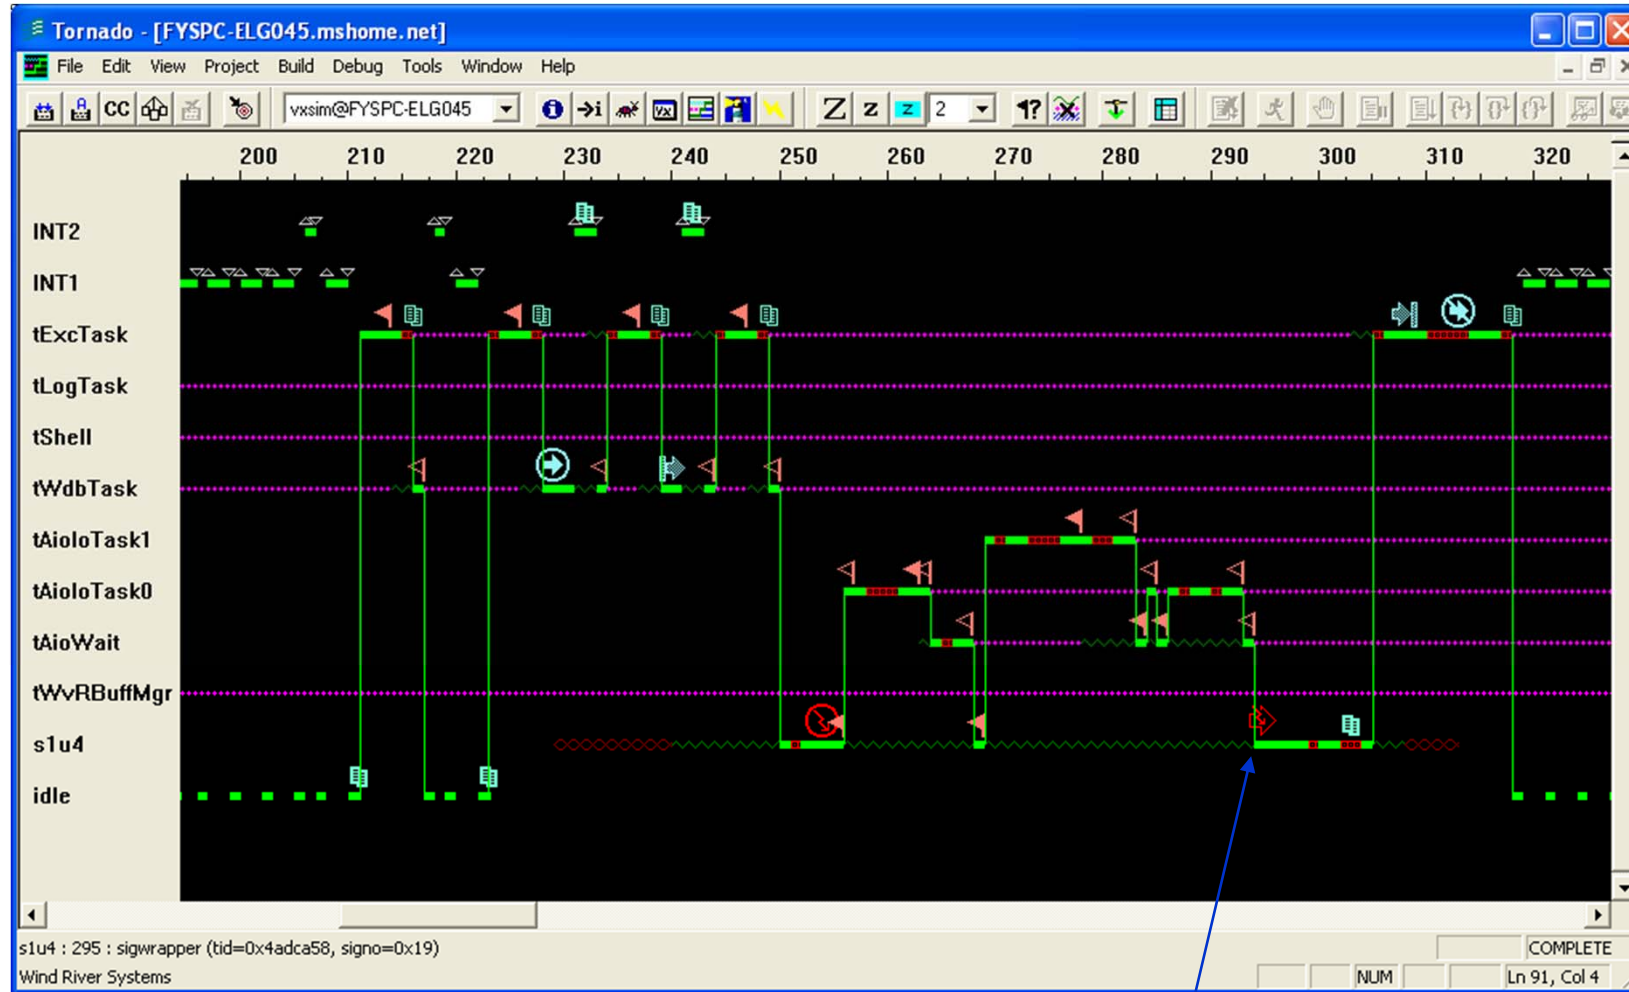 Tornado - [FYSPC-ELG045.mshome.net]
File Edit View Project Build Debug Tools Window Help
CC vxsim@FYSPC-ELG045 i →i vx Z z z 2 ¶?
200 210 220 230 240 250 260 270 280 290 300 310 320
INT2
INT1
tExcTask
tLogTask
tShell
tWdbTask
tAioIoTask1
tAioIoTask0
tAioWait
tWvRBuffMgr
s1u4
idle
s1u4 : 295 : sigwrapper (tid=0x4adca58, signo=0x19) COMPLETE
Wind River Systems NUM Ln 91, Col 4